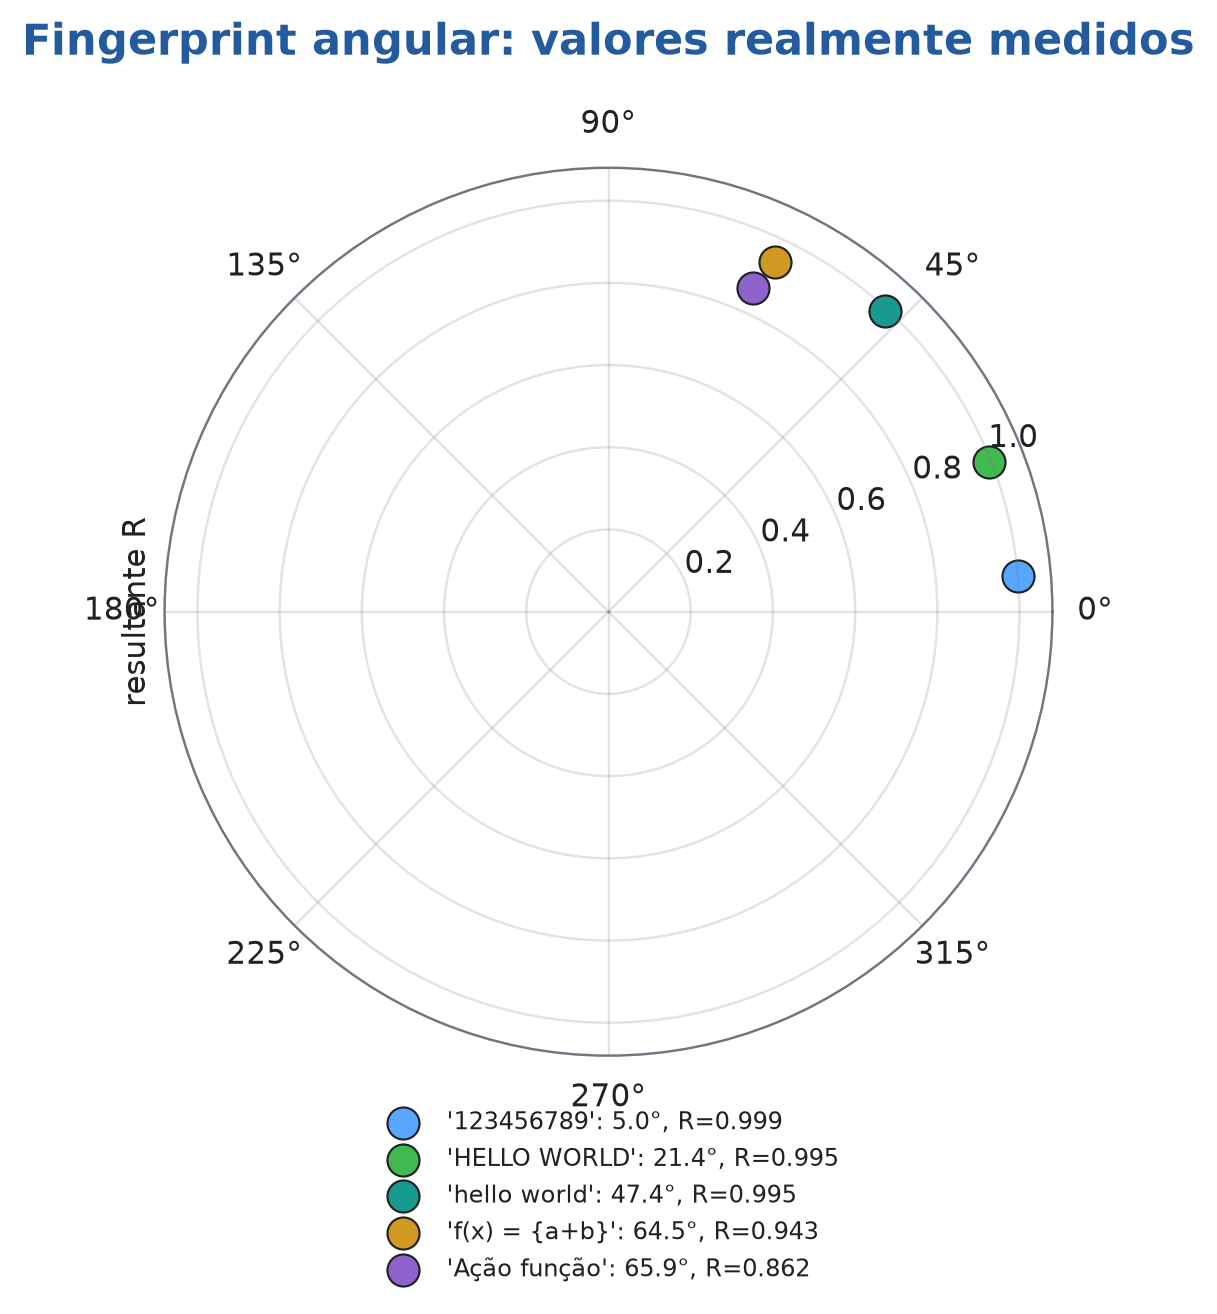 Fingerprint angular: valores realmente medidos
90°
135°
45°
1.0
0.8
0.6
0.4
0.2
resultante R
180°
0°
225°
315°
270°
'123456789': 5.0°, R=0.999
'HELLO WORLD': 21.4°, R=0.995
'hello world': 47.4°, R=0.995
'f(x) = {a+b}': 64.5°, R=0.943
'Ação função': 65.9°, R=0.862